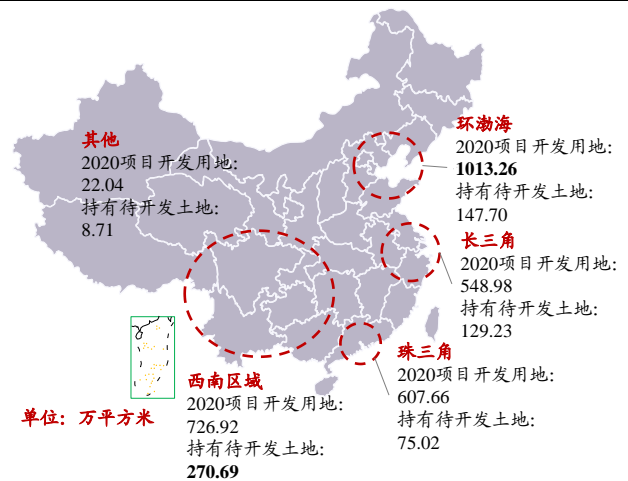 其他
2020项目开发用地:
22.04
持有待开发土地:
8.71
环渤海
2020项目开发用地:
1013.26
持有待开发土地:
147.70
长三角
2020项目开发用地:
548.98
持有待开发土地:
129.23
珠三角
2020项目开发用地:
607.66
持有待开发土地:
75.02
西南区域
2020项目开发用地:
726.92
持有待开发土地:
270.69
单位：万平方米